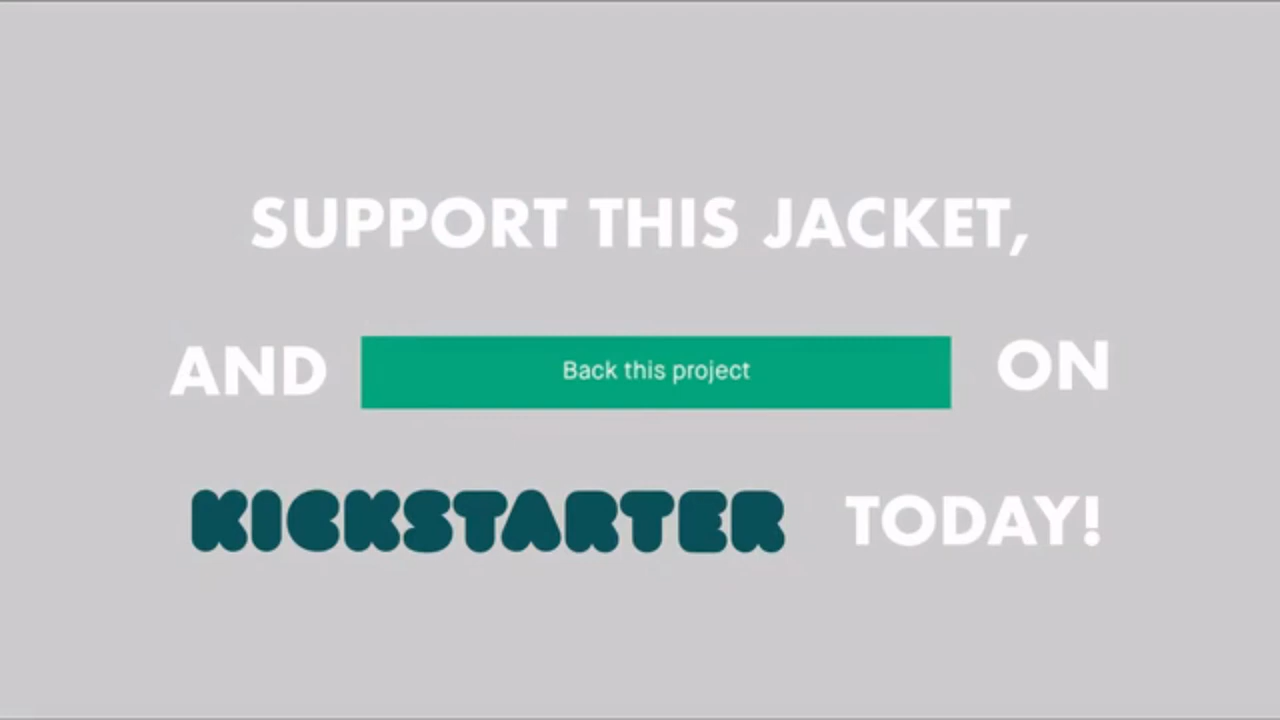 SUPPORT THIS JACKET,
AND Back this project ON
KICKSTARTER TODAY!